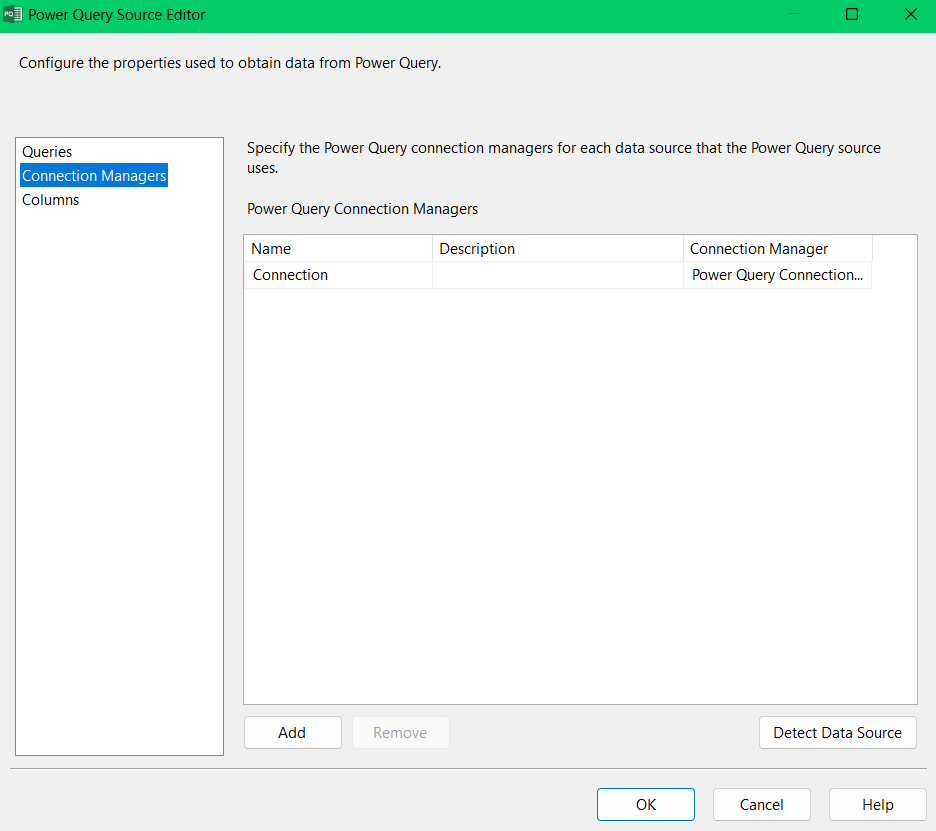 PQ
Power Query Source Editor
Configure the properties used to obtain data from Power Query.
Queries
Connection Managers
Columns
Specify the Power Query connection managers for each data source that the Power Query source
uses.
Power Query Connection Managers
Name Description Connection Manager
Connection Power Query Connection...
Add Remove Detect Data Source
OK Cancel Help